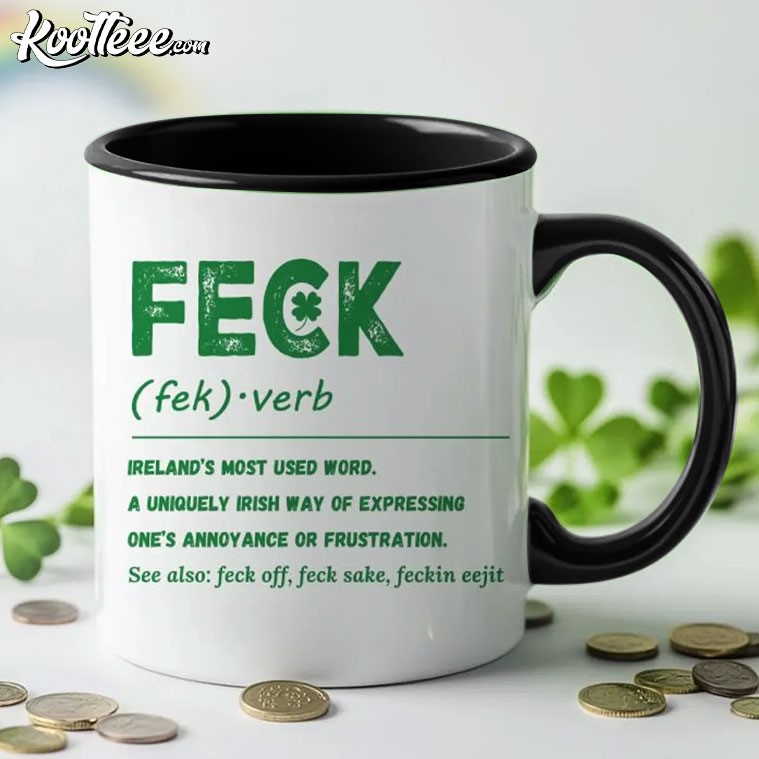 Koolteee.com
FECK
(fek)·verb
IRELAND'S MOST USED WORD.
A UNIQUELY IRISH WAY OF EXPRESSING
ONE'S ANNOYANCE OR FRUSTRATION.
See also: feck off, feck sake, feckin eejit